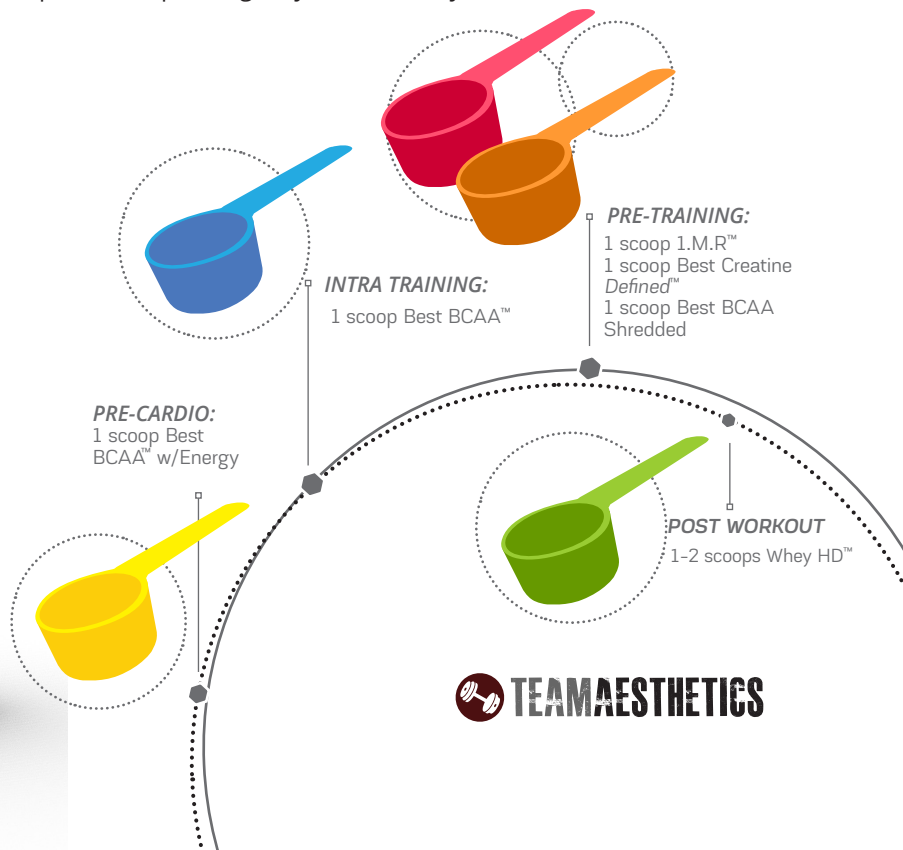 PRE-TRAINING:
1 scoop 1.M.R™
1 scoop Best Creatine
Defined™
1 scoop Best BCAA
Shredded
INTRA TRAINING:
1 scoop Best BCAA™
PRE-CARDIO:
1 scoop Best
BCAA™ w/Energy
POST WORKOUT
1-2 scoops Whey HD™
TEAMAESTHETICS